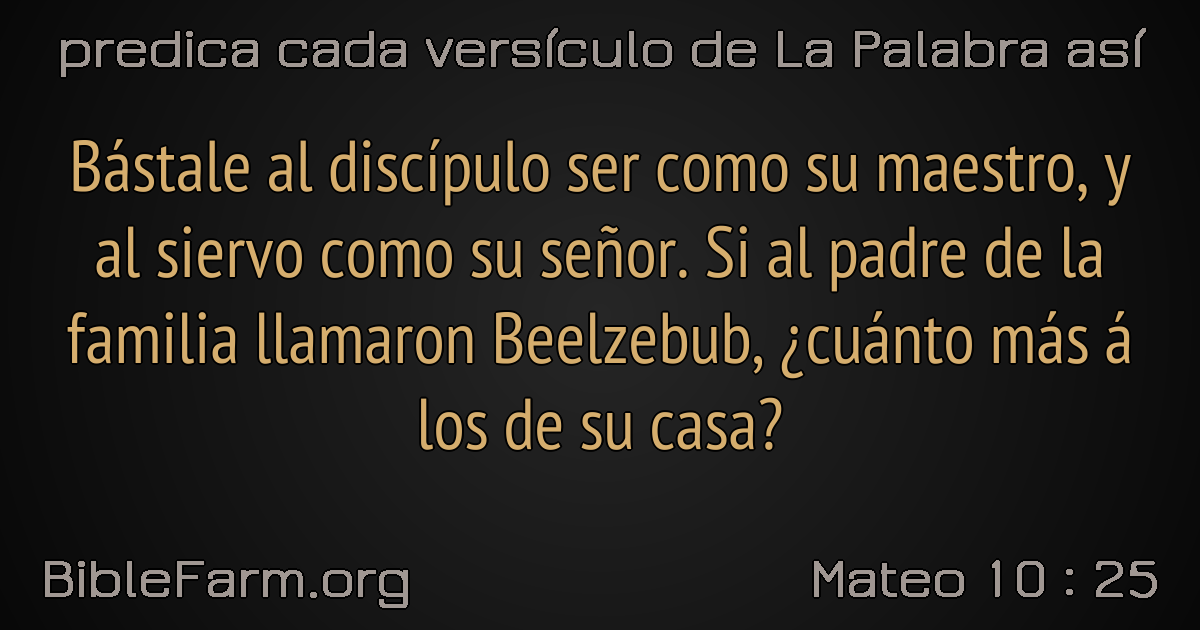 predica cada versículo de La Palabra así
Bástale al discípulo ser como su maestro, y
al siervo como su señor. Si al padre de la
familia llamaron Beelzebub, ¿cuánto más á
los de su casa?
BibleFarm.org
Mateo 10 : 25